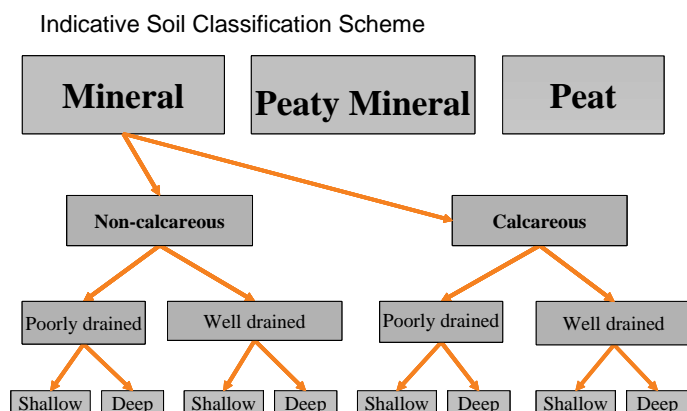 Indicative Soil Classification Scheme
Mineral
Peaty Mineral
Peat
Non-calcareous
Calcareous
Poorly drained
Well drained
Poorly drained
Well drained
Shallow
Deep
Shallow
Deep
Shallow
Deep
Shallow
Deep